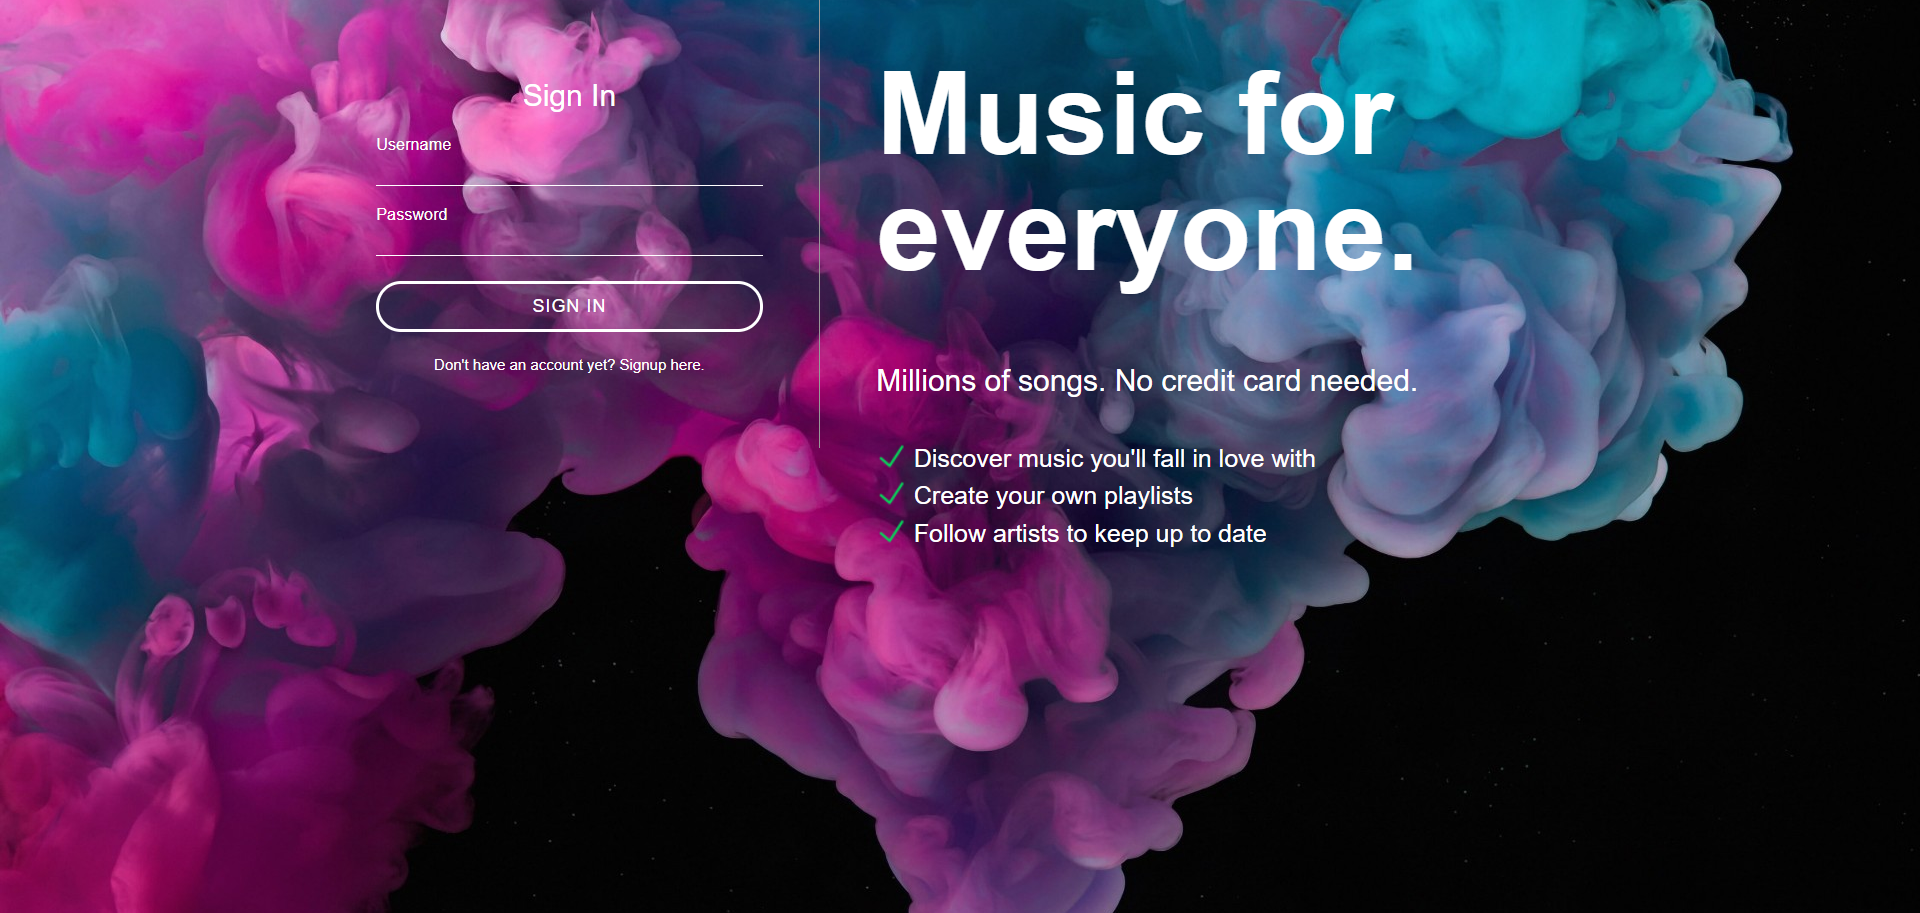 Sign In
Username
Password
SIGN IN
Don't have an account yet? Signup here.
Music for
everyone.
Millions of songs. No credit card needed.
Discover music you'll fall in love with
Create your own playlists
Follow artists to keep up to date